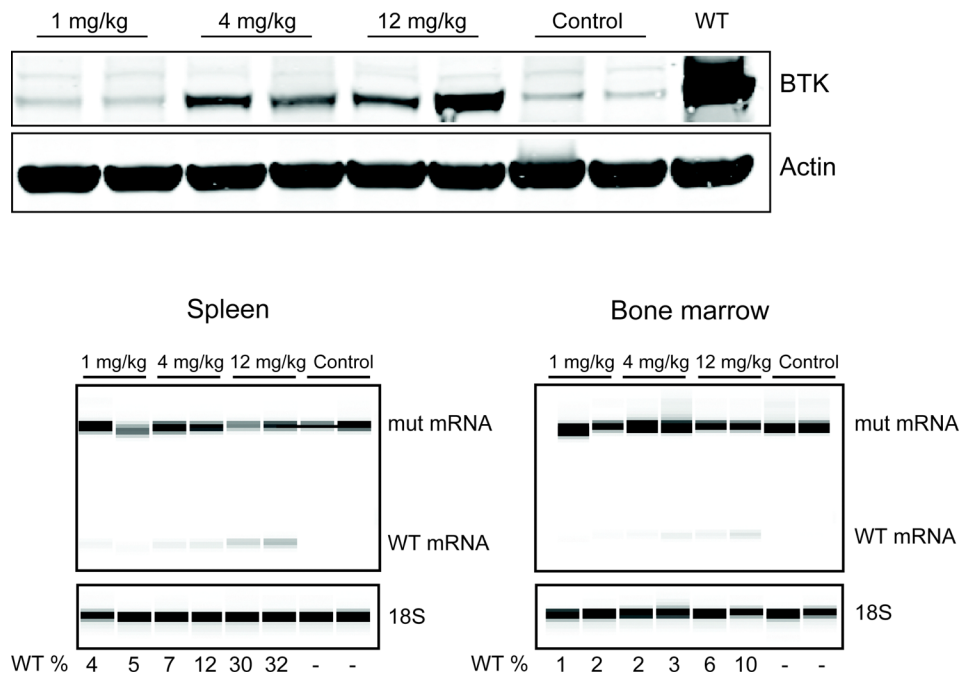 1 mg/kg 4 mg/kg 12 mg/kg Control WT
BTK
Actin
Spleen
1 mg/kg 4 mg/kg 12 mg/kg Control
mut mRNA
WT mRNA
18S
WT % 4 5 7 12 30 32 - -
Bone marrow
1 mg/kg 4 mg/kg 12 mg/kg Control
mut mRNA
WT mRNA
18S
WT % 1 2 2 3 6 10 - -